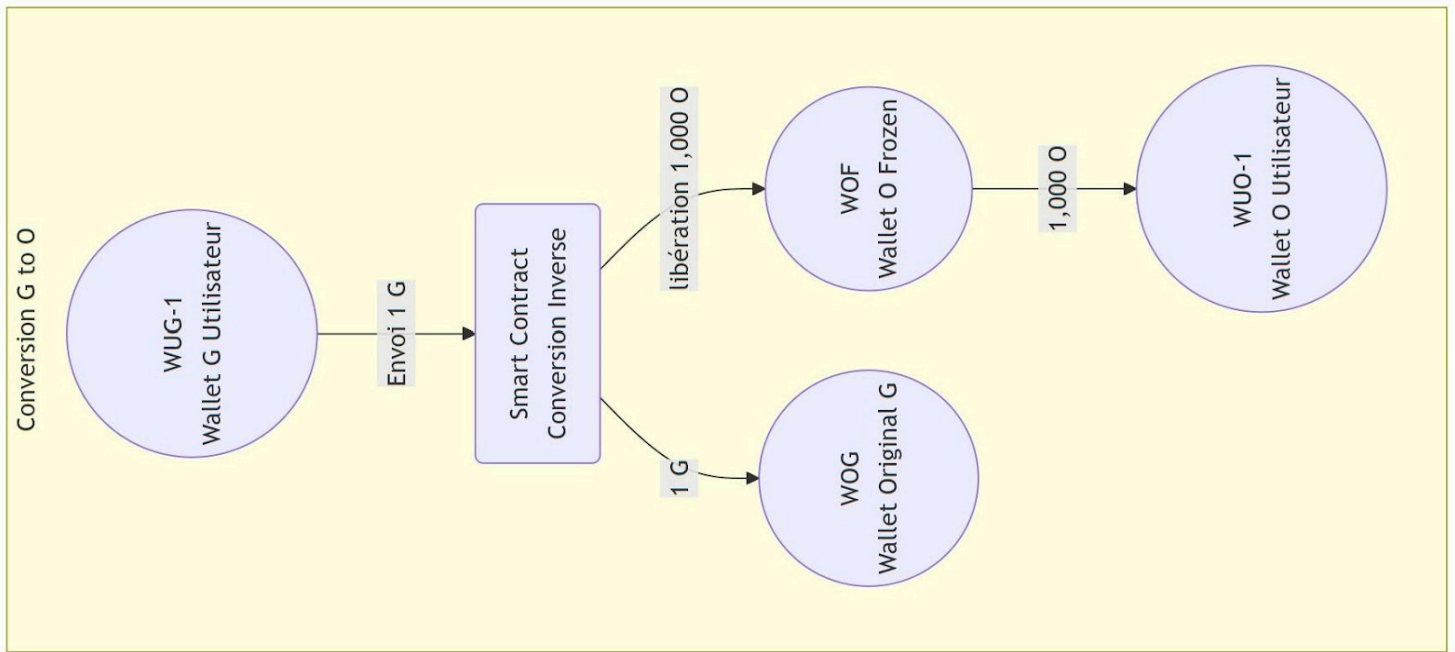 Conversion G to O
WUG-1
Wallet G Utilisateur
Envoi 1 G
Smart Contract
Conversion Inverse
1 G
libération 1,000 O
WOG
Wallet Original G
WOF
Wallet O Frozen
1,000 O
WUO-1
Wallet O Utilisateur